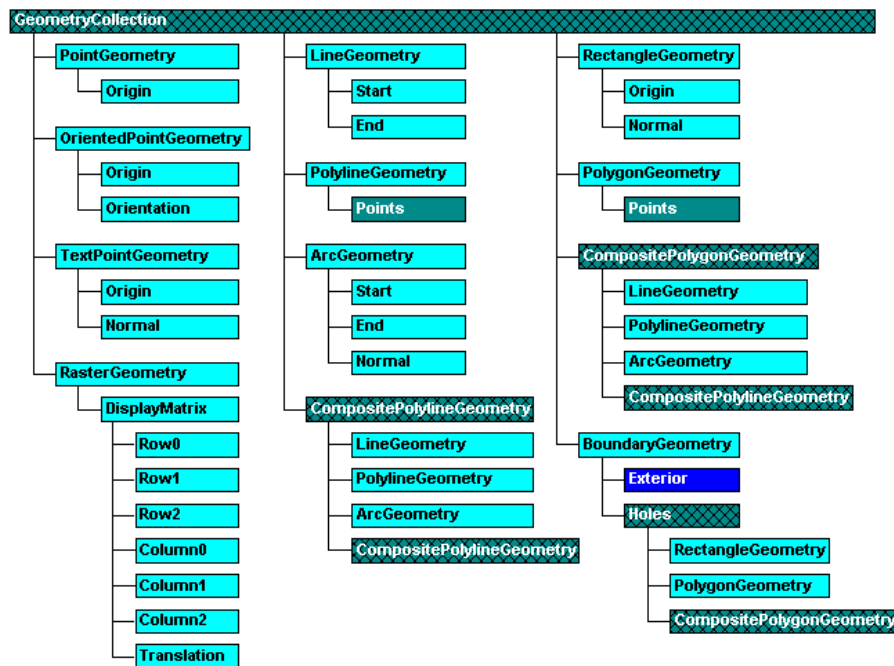 GeometryCollection
PointGeometry
Origin
OrientedPointGeometry
Origin
Orientation
TextPointGeometry
Origin
Normal
RasterGeometry
DisplayMatrix
Row0
Row1
Row2
Column0
Column1
Column2
Translation
LineGeometry
Start
End
PolylineGeometry
Points
ArcGeometry
Start
End
Normal
CompositePolylineGeometry
LineGeometry
PolylineGeometry
ArcGeometry
CompositePolylineGeometry
RectangleGeometry
Origin
Normal
PolygonGeometry
Points
CompositePolygonGeometry
LineGeometry
PolylineGeometry
ArcGeometry
CompositePolylineGeometry
BoundaryGeometry
Exterior
Holes
RectangleGeometry
PolygonGeometry
CompositePolygonGeometry